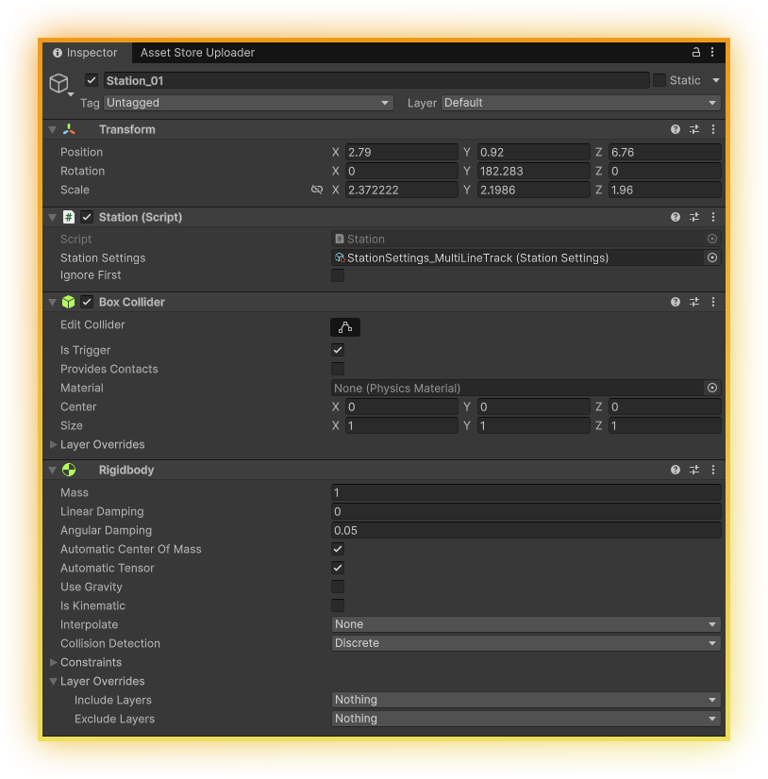 Inspector Asset Store Uploader
Station_01 Static
Tag Untagged Layer Default
Transform
Position X 2.79 Y 0.92 Z 6.76
Rotation X 0 Y 182.283 Z 0
Scale X 2.372222 Y 2.1986 Z 1.96
# Station (Script)
Script Station
Station Settings StationSettings_MultiLineTrack (Station Settings)
Ignore First
Box Collider
Edit Collider
Is Trigger
Provides Contacts
Material None (Physics Material)
Center X 0 Y 0 Z 0
Size X 1 Y 1 Z 1
Layer Overrides
Rigidbody
Mass 1
Linear Damping 0
Angular Damping 0.05
Automatic Center Of Mass
Automatic Tensor
Use Gravity
Is Kinematic
Interpolate None
Collision Detection Discrete
Constraints
Layer Overrides
Include Layers Nothing
Exclude Layers Nothing